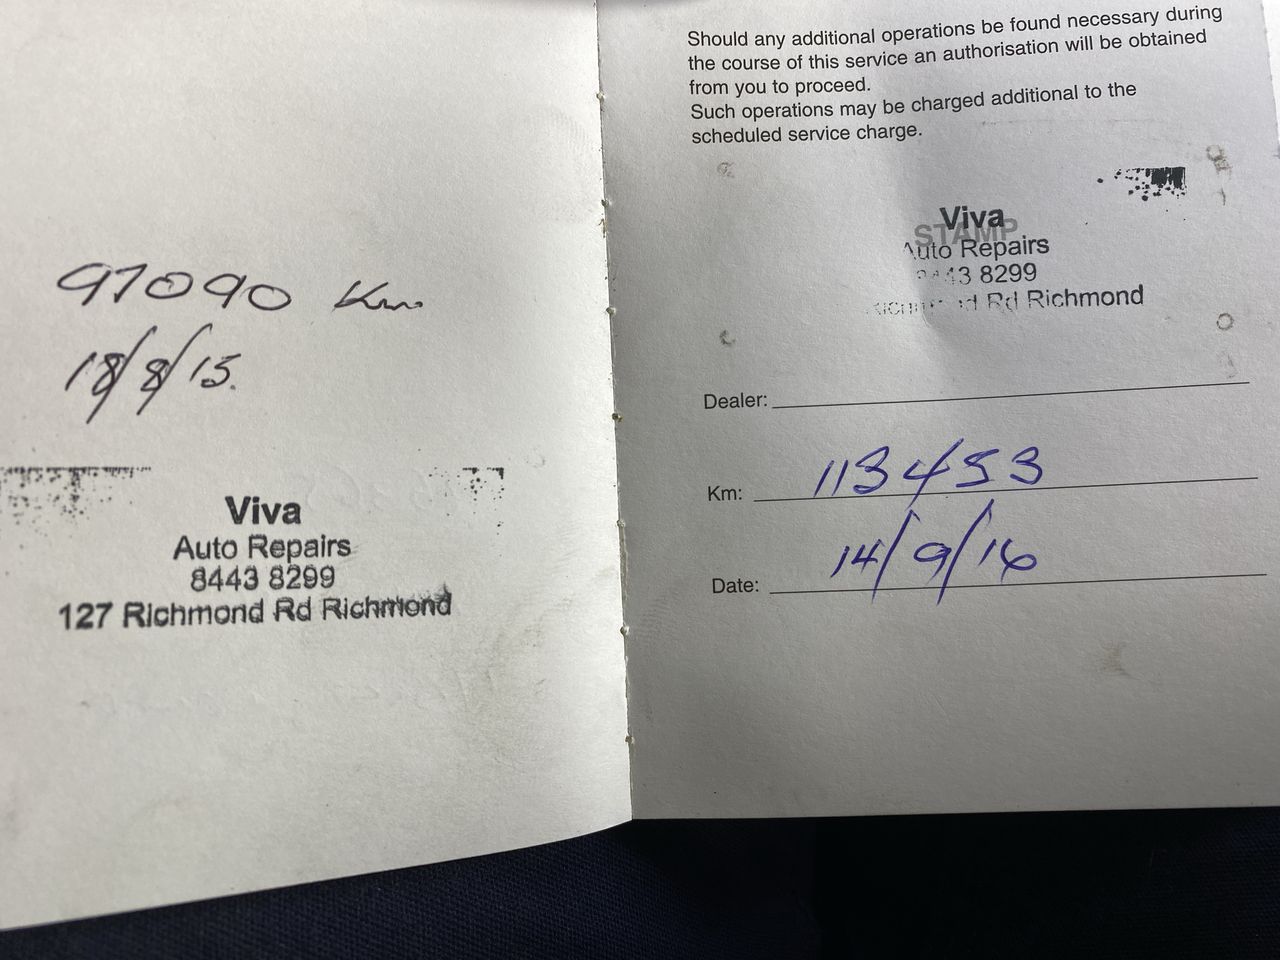 97090 Km
18/8/15.
Viva
Auto Repairs
8443 8299
127 Richmond Rd Richmond
Should any additional operations be found necessary during
the course of this service an authorisation will be obtained
from you to proceed.
Such operations may be charged additional to the
scheduled service charge.
Viva
STAMP
Auto Repairs
8443 8299
Richmond Rd Richmond
Dealer:
Km: 113453
Date: 14/9/16